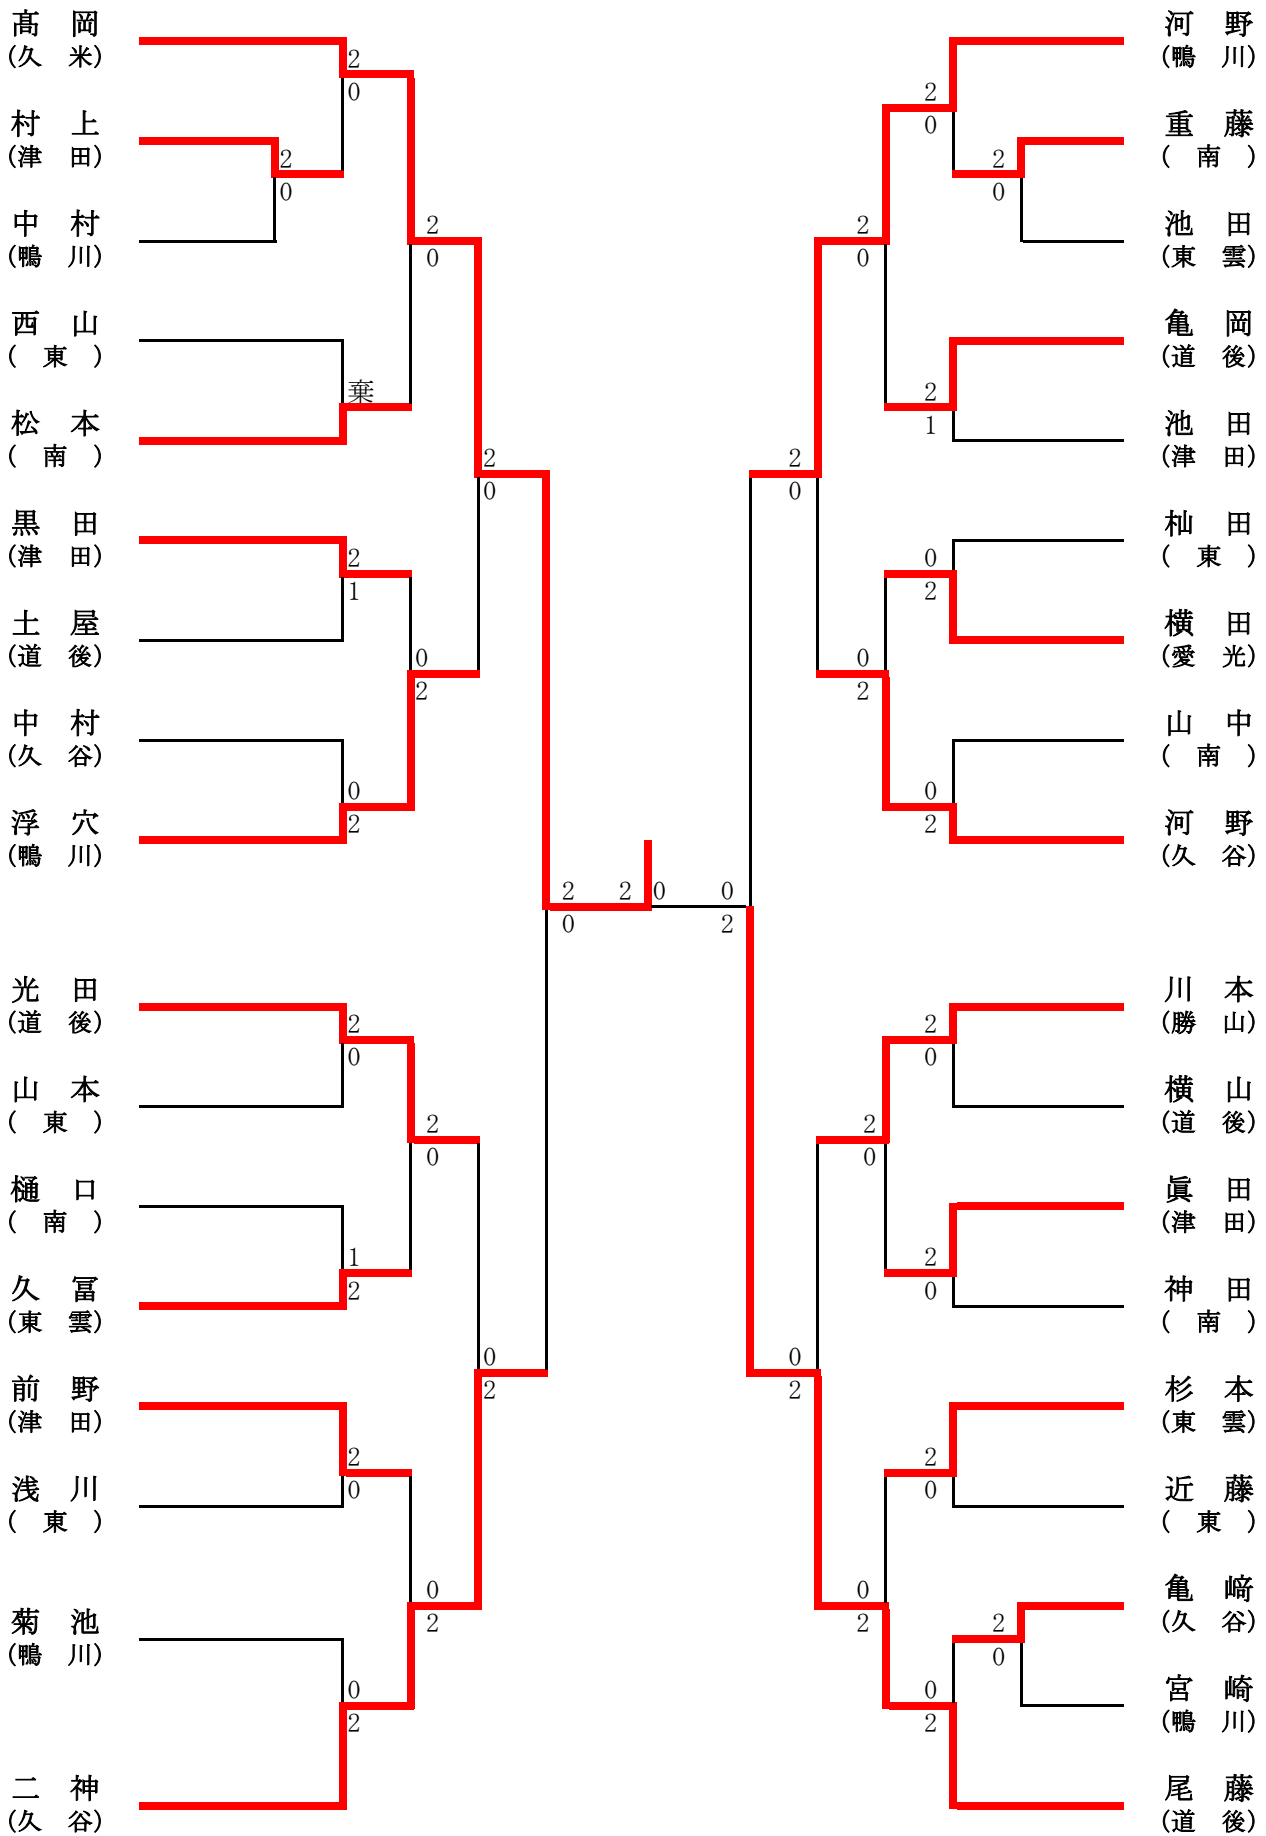 髙　岡
(久　米)
2
0
村　上
(津　田)
2
0
中　村
(鴨　川)
2
0
西　山
(　東　)
棄
松　本
(　南　)
2
0
黒　田
(津　田)
2
1
土　屋
(道　後)
0
2
中　村
(久　谷)
0
2
浮　穴
(鴨　川)
2
0
2　0
0
2
光　田
(道　後)
2
0
山　本
(　東　)
2
0
樋　口
(　南　)
1
2
久　冨
(東　雲)
0
2
前　野
(津　田)
2
0
浅　川
(　東　)
0
2
菊　池
(鴨　川)
0
2
二　神
(久　谷)
河　野
(鴨　川)
2
0
重　藤
(　南　)
2
0
池　田
(東　雲)
2
0
亀　岡
(道　後)
2
1
池　田
(津　田)
2
0
杣　田
(　東　)
0
2
横　田
(愛　光)
0
2
山　中
(　南　)
0
2
河　野
(久　谷)
川　本
(勝　山)
2
0
横　山
(道　後)
2
0
眞　田
(津　田)
2
0
神　田
(　南　)
0
2
杉　本
(東　雲)
2
0
近　藤
(　東　)
0
2
亀　﨑
(久　谷)
2
0
宮　崎
(鴨　川)
0
2
尾　藤
(道　後)